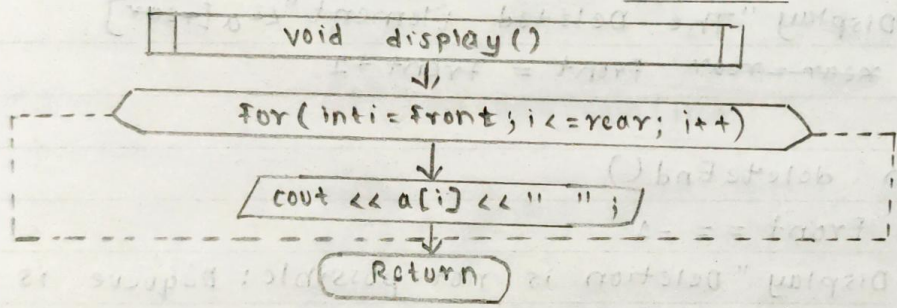 void display()
for(int i = front; i <= rear; i++)
cout << a[i] << " ";
Return